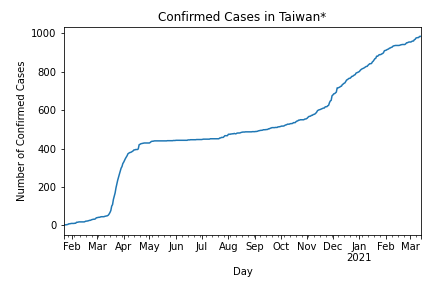 Confirmed Cases in Taiwan*
Number of Confirmed Cases
1000
800
600
400
200
0
Feb Mar Apr May Jun Jul Aug Sep Oct Nov Dec Jan Feb Mar
2021
Day